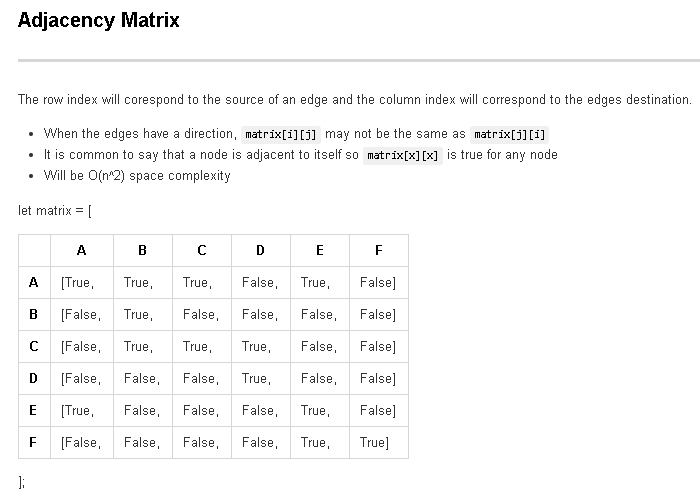 Adjacency Matrix
The row index will corespond to the source of an edge and the column index will correspond to the edges destination.
• When the edges have a direction, matrix[i][j] may not be the same as matrix[j][i]
• It is common to say that a node is adjacent to itself so matrix[x][x] is true for any node
• Will be O(n^2) space complexity
let matrix = [
A B C D E F
A [True, True, True, False, True, False]
B [False, True, False, False, False, False]
C [False, True, True, True, False, False]
D [False, False, False, True, False, False]
E [True, False, False, False, True, False]
F [False, False, False, False, True, True]
];